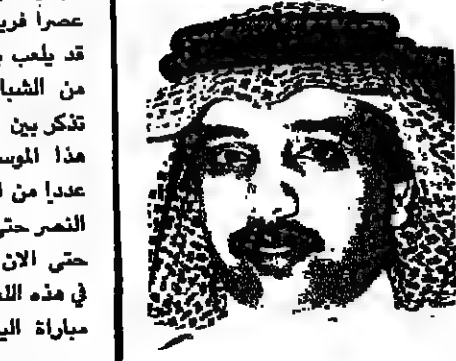 عصرا فري
قد يلعب ب
من الشبا
تذكر بين
هذا الموس
عددا من ا
النصر حتى
حتى الان
في هذه الل
مباراة الي